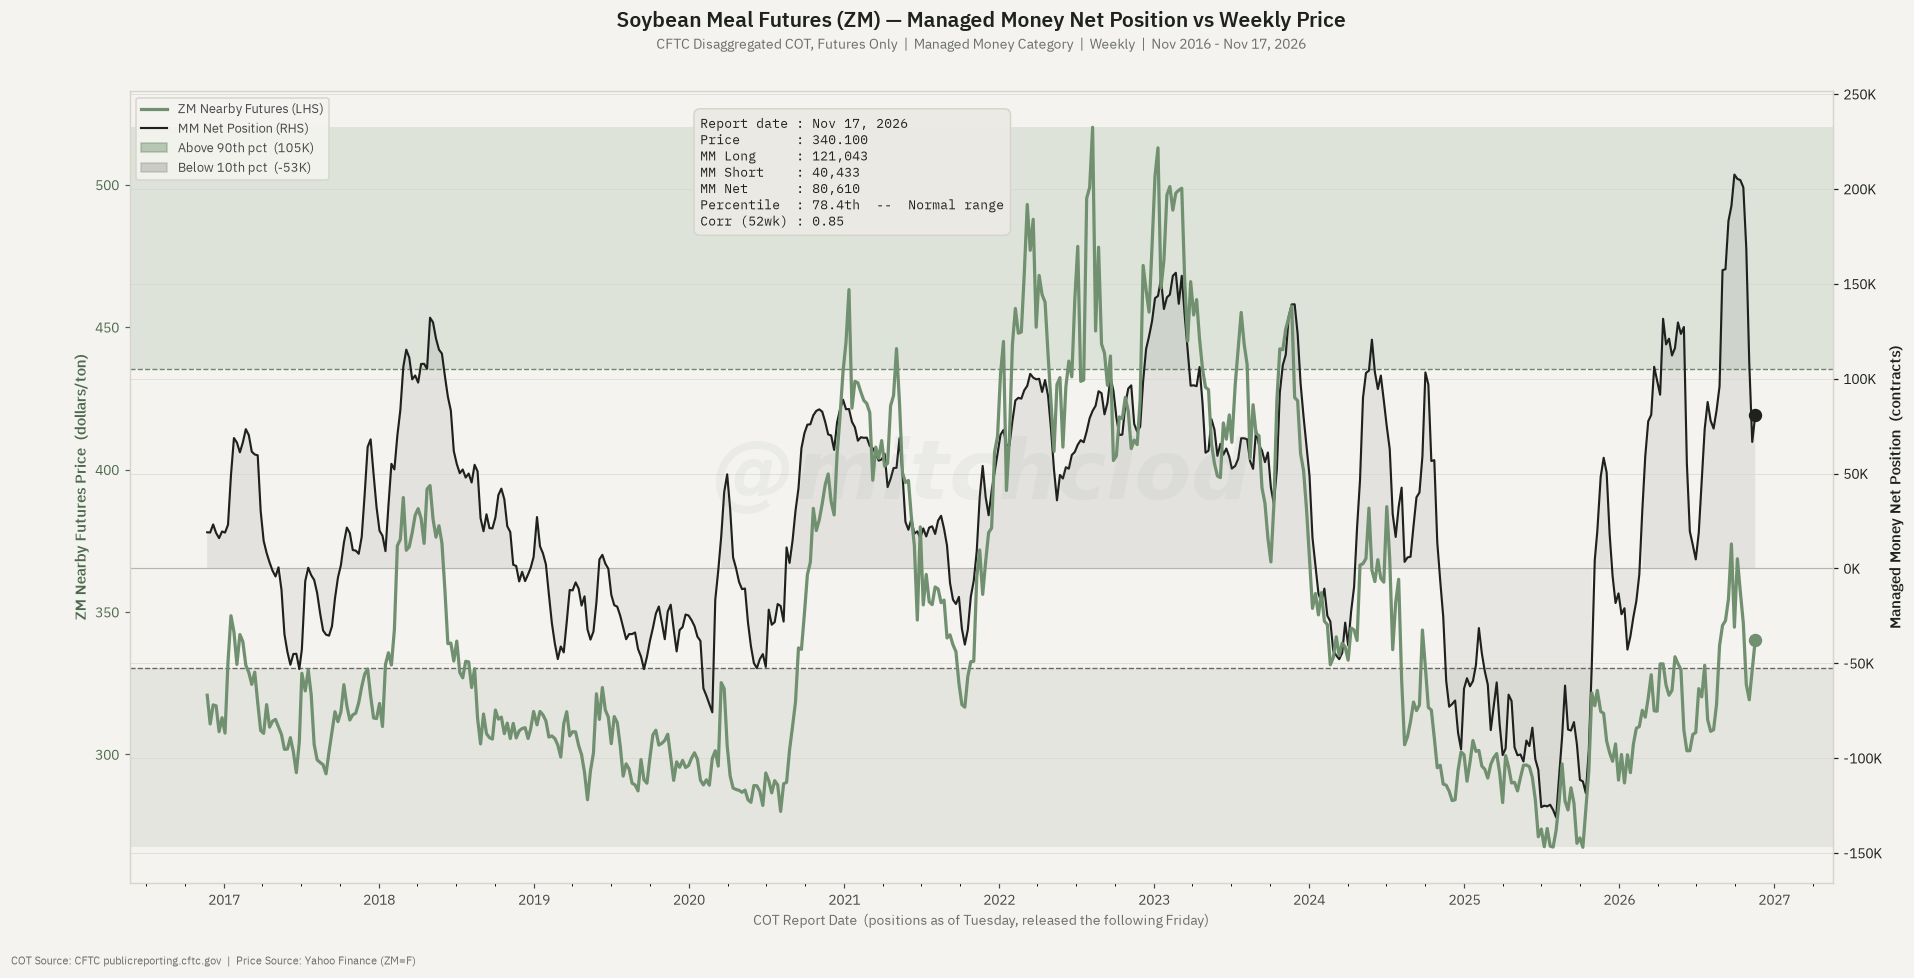 Soybean Meal Futures (ZM) — Managed Money Net Position vs Weekly Price
CFTC Disaggregated COT, Futures Only | Managed Money Category | Weekly | Nov 2016 - Nov 17, 2026
ZM Nearby Futures (LHS)
MM Net Position (RHS)
Above 90th pct (105K)
Below 10th pct (-53K)
Report date : Nov 17, 2026
Price : 340.100
MM Long : 121,043
MM Short : 40,433
MM Net : 80,610
Percentile : 78.4th -- Normal range
Corr (52wk) : 0.85
ZM Nearby Futures Price (dollars/ton)
500
450
400
350
300
250K
200K
150K
100K
50K
0K
-50K
-100K
-150K
Managed Money Net Position (contracts)
@mitchclou
2017 2018 2019 2020 2021 2022 2023 2024 2025 2026 2027
COT Report Date (positions as of Tuesday, released the following Friday)
COT Source: CFTC publicreporting.cftc.gov | Price Source: Yahoo Finance (ZM=F)